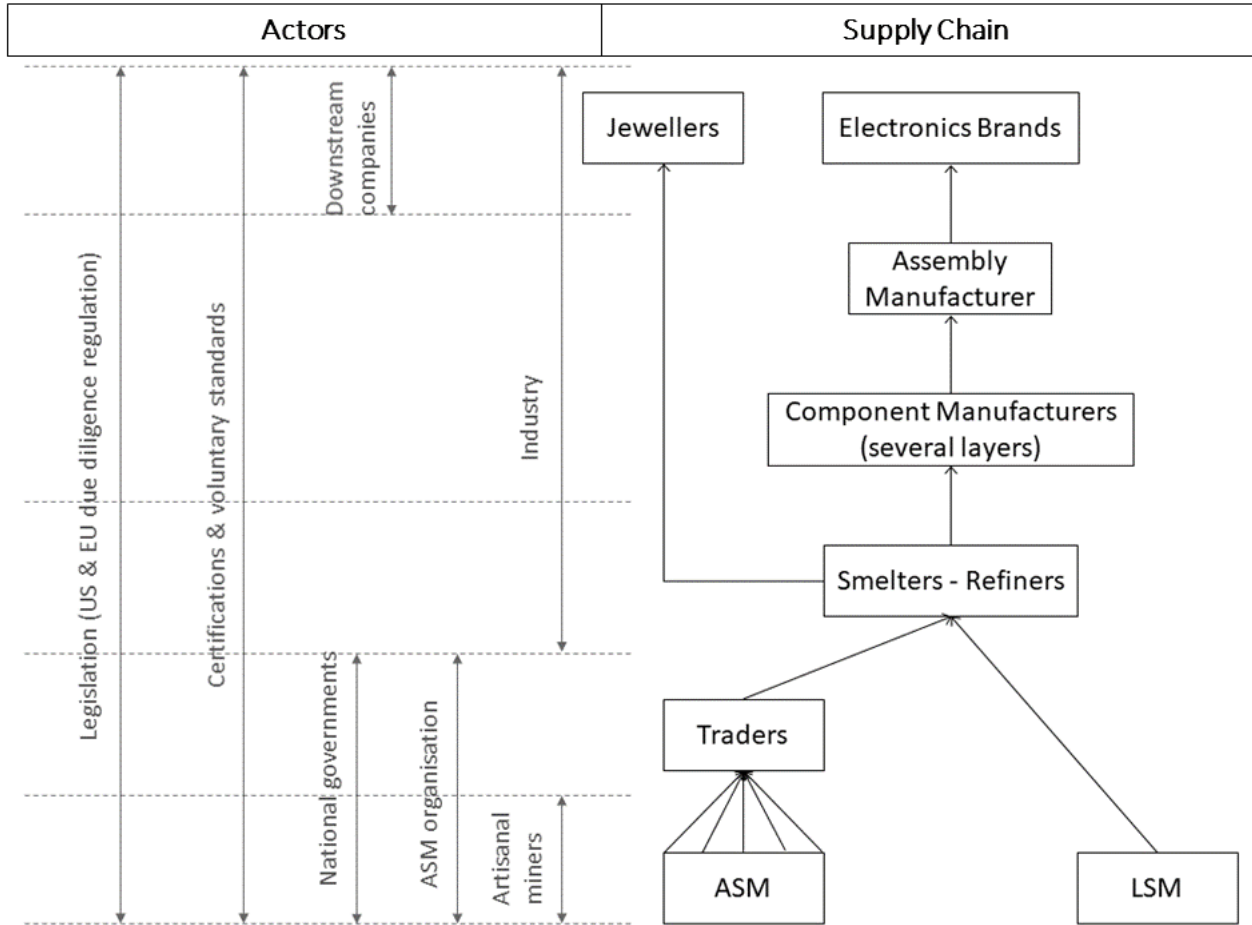 Actors
Supply Chain
Legislation (US & EU due diligence regulation)
Certifications & voluntary standards
Downstream
companies
Industry
National governments
ASM organisation
Artisanal
miners
Jewellers
Electronics Brands
Assembly
Manufacturer
Component Manufacturers
(several layers)
Smelters - Refiners
Traders
ASM
LSM